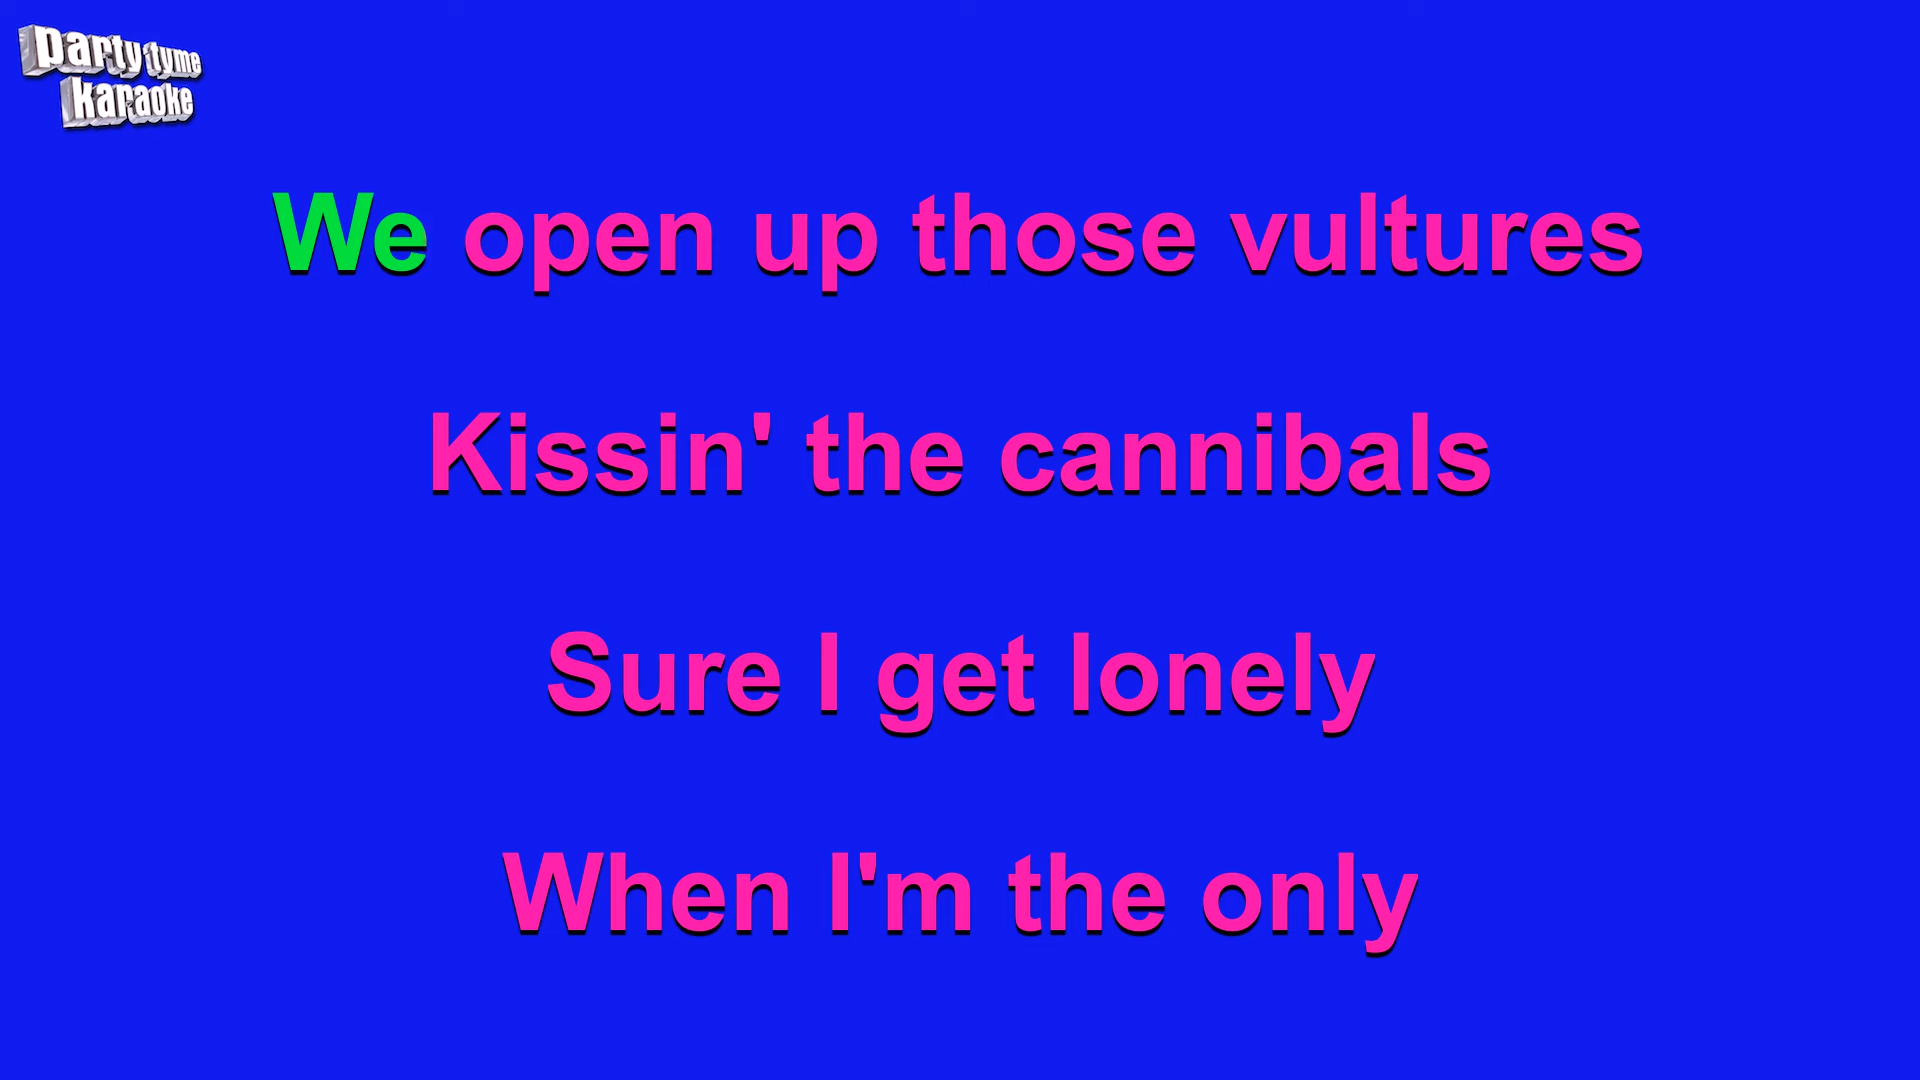 party tyme
karaoke
We open up those vultures
Kissin' the cannibals
Sure I get lonely
When I'm the only